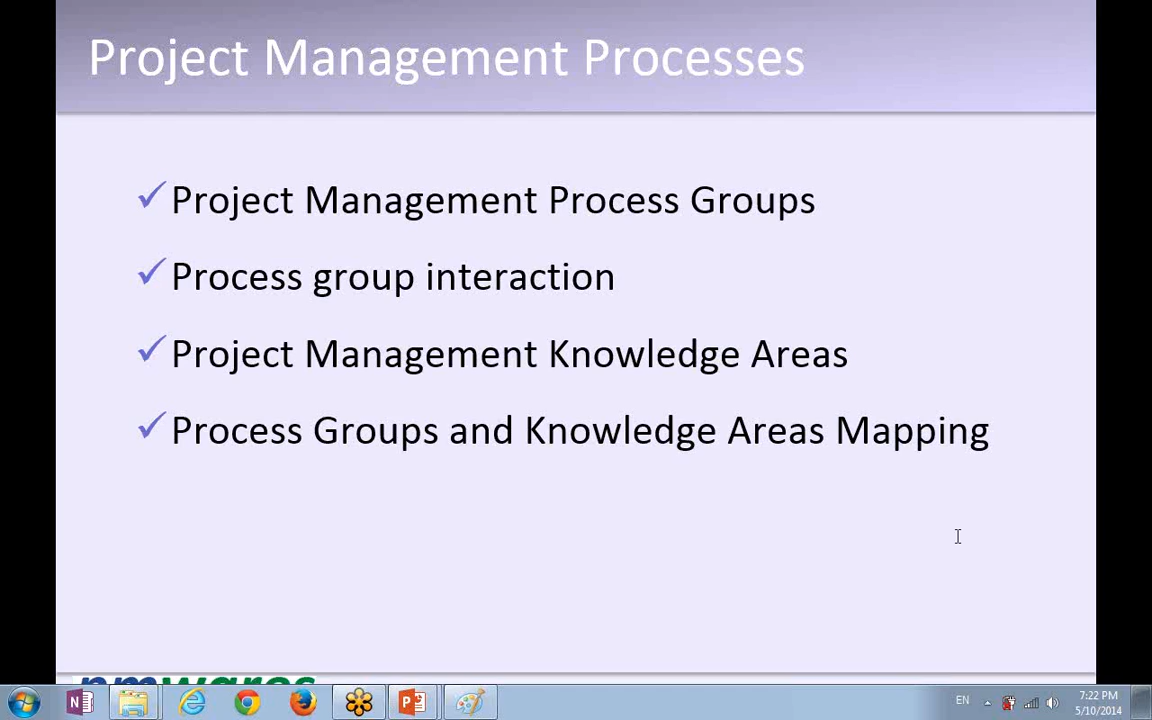 Project Management Processes
Project Management Process Groups
Process group interaction
Project Management Knowledge Areas
Process Groups and Knowledge Areas Mapping
EN
7:22 PM
5/10/2014